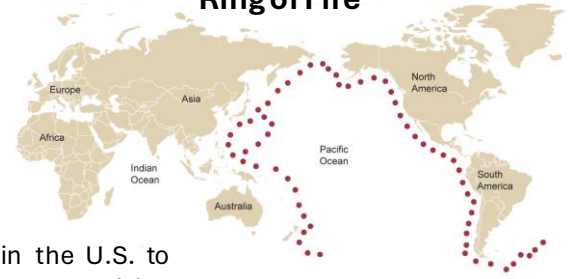 Ring of Fire
Europe
Asia
North
America
Africa
Pacific
Ocean
Indian
Ocean
South
America
Australia
in the U.S. to